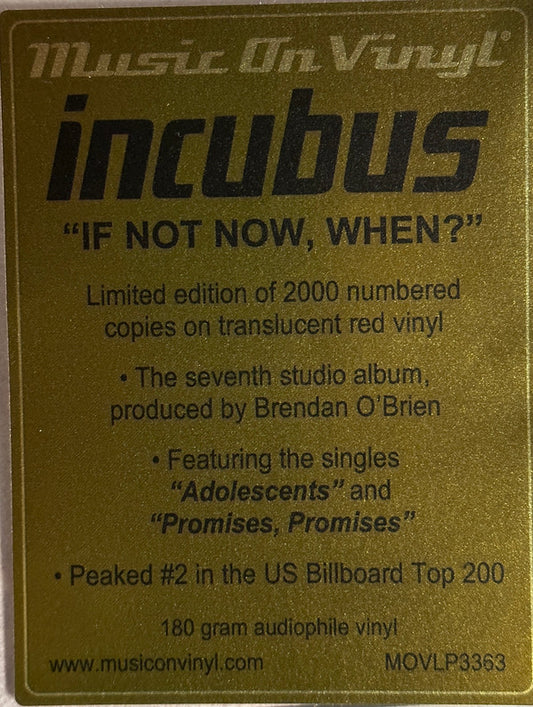 Music On Vinyl®
incubus
“IF NOT NOW, WHEN?”
Limited edition of 2000 numbered
copies on translucent red vinyl
• The seventh studio album,
produced by Brendan O’Brien
• Featuring the singles
“Adolescents” and
“Promises, Promises”
• Peaked #2 in the US Billboard Top 200
180 gram audiophile vinyl
www.musiconvinyl.com MOVLP3363